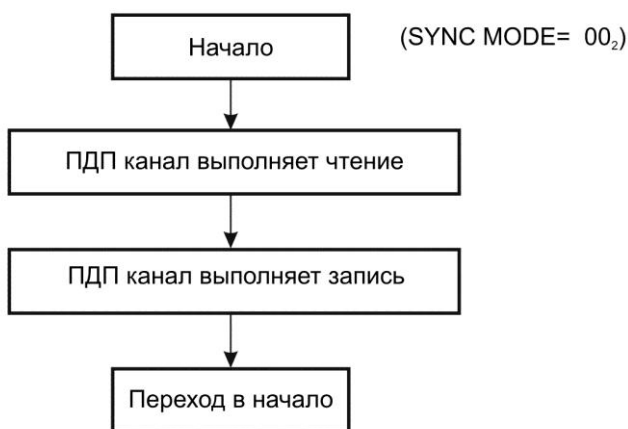 Начало
(SYNC MODE= 00₂)
ПДП канал выполняет чтение
ПДП канал выполняет запись
Переход в начало